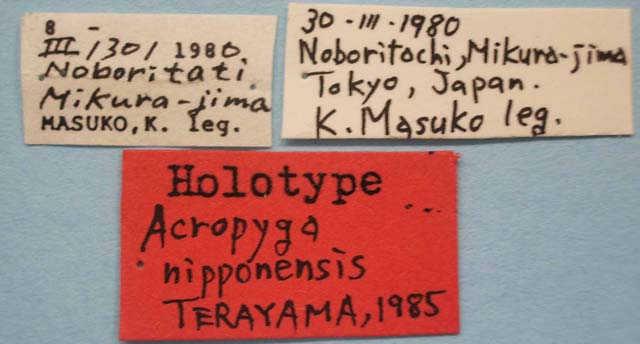 8 -
III/30/ 1980
Noboritati
Mikura-jima
MASUKO, K. leg.
30-III-1980
Noboritachi, Mikura-jima
Tokyo, Japan.
K. Masuko leg.
Holotype
Acropyga
nipponensis
TERAYAMA, 1985